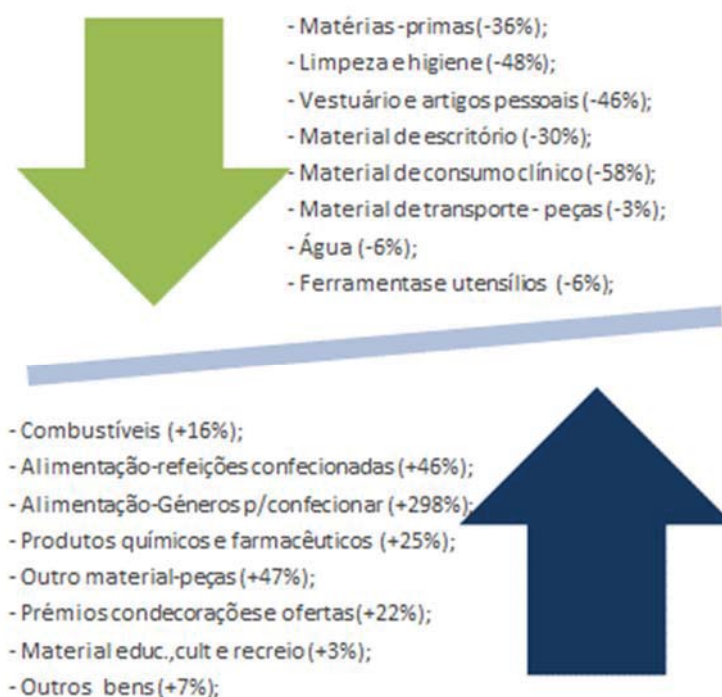 - Matérias-primas (-36%);
- Limpeza e higiene (-48%);
- Vestuário e artigos pessoais (-46%);
- Material de escritório (-30%);
- Material de consumo clínico (-58%);
- Material de transporte - peças (-3%);
- Água (-6%);
- Ferramentas e utensílios (-6%);
- Combustíveis (+16%);
- Alimentação-refeições confecionadas (+46%);
- Alimentação-Géneros p/confecionar (+298%);
- Produtos químicos e farmacêuticos (+25%);
- Outro material-peças (+47%);
- Prémios condecorações e ofertas (+22%);
- Material educ.,cult e recreio (+3%);
- Outros bens (+7%);